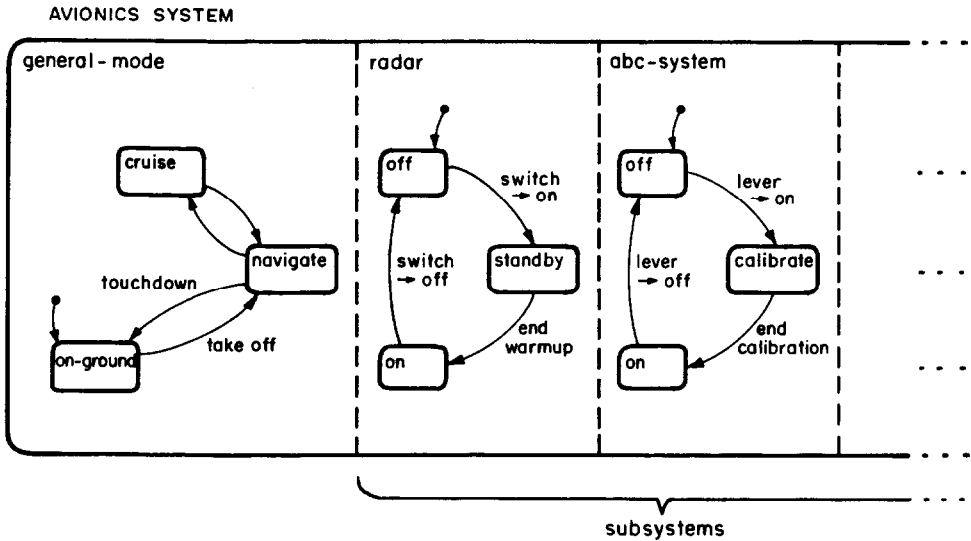 AVIONICS SYSTEM
general-mode
cruise
navigate
touchdown
take off
on-ground
radar
off
switch
→ on
standby
switch
→ off
end
warmup
on
abc-system
off
lever
→ on
calibrate
lever
→ off
end
calibration
on
subsystems